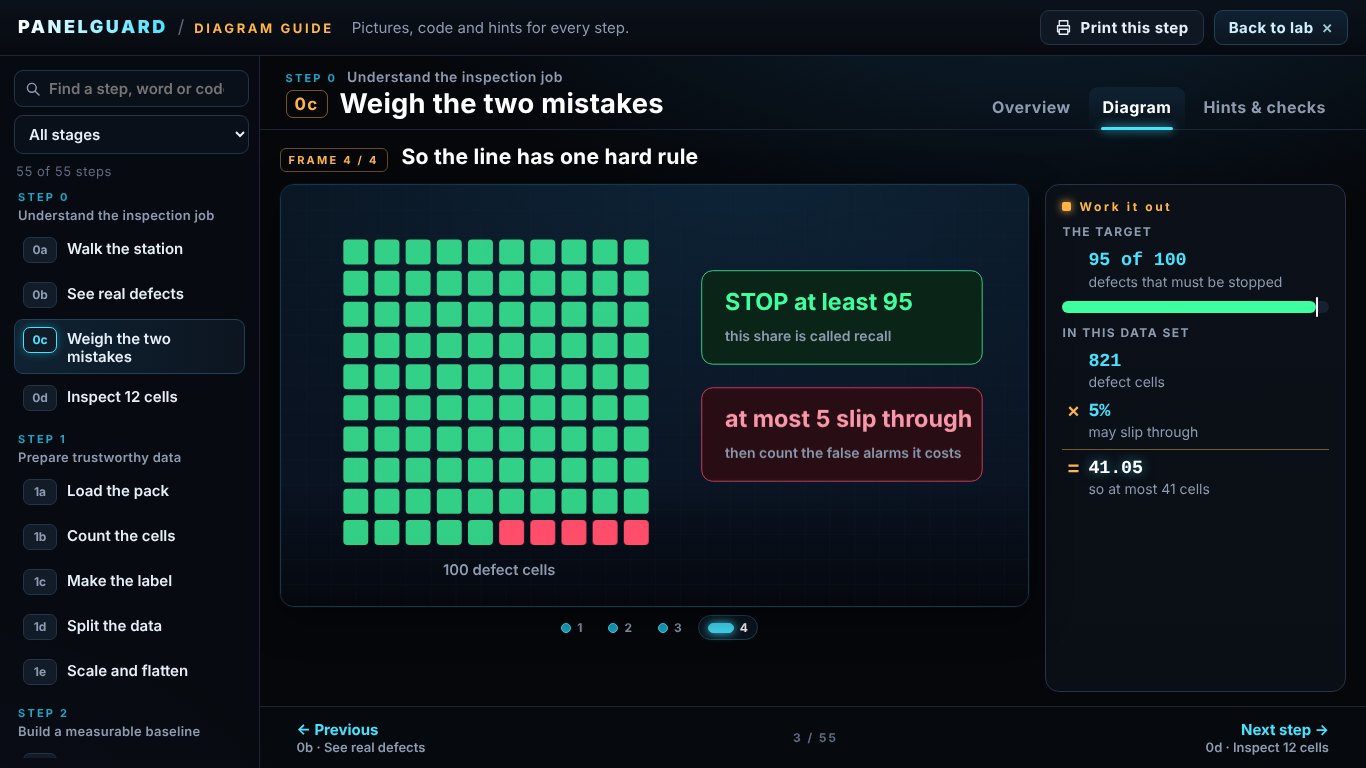 PANELGUARD / DIAGRAM GUIDE Pictures, code and hints for every step.
Print this step
Back to lab ×
Find a step, word or cod
All stages
55 of 55 steps
STEP 0
Understand the inspection job
0a Walk the station
0b See real defects
0c Weigh the two
mistakes
0d Inspect 12 cells
STEP 1
Prepare trustworthy data
1a Load the pack
1b Count the cells
1c Make the label
1d Split the data
1e Scale and flatten
STEP 2
Build a measurable baseline
STEP 0 Understand the inspection job
0c Weigh the two mistakes
Overview
Diagram
Hints & checks
FRAME 4 / 4 So the line has one hard rule
STOP at least 95
this share is called recall
at most 5 slip through
then count the false alarms it costs
100 defect cells
1 2 3 4
Work it out
THE TARGET
95 of 100
defects that must be stopped
IN THIS DATA SET
821
defect cells
× 5%
may slip through
= 41.05
so at most 41 cells
← Previous
0b · See real defects
3 / 55
Next step →
0d · Inspect 12 cells